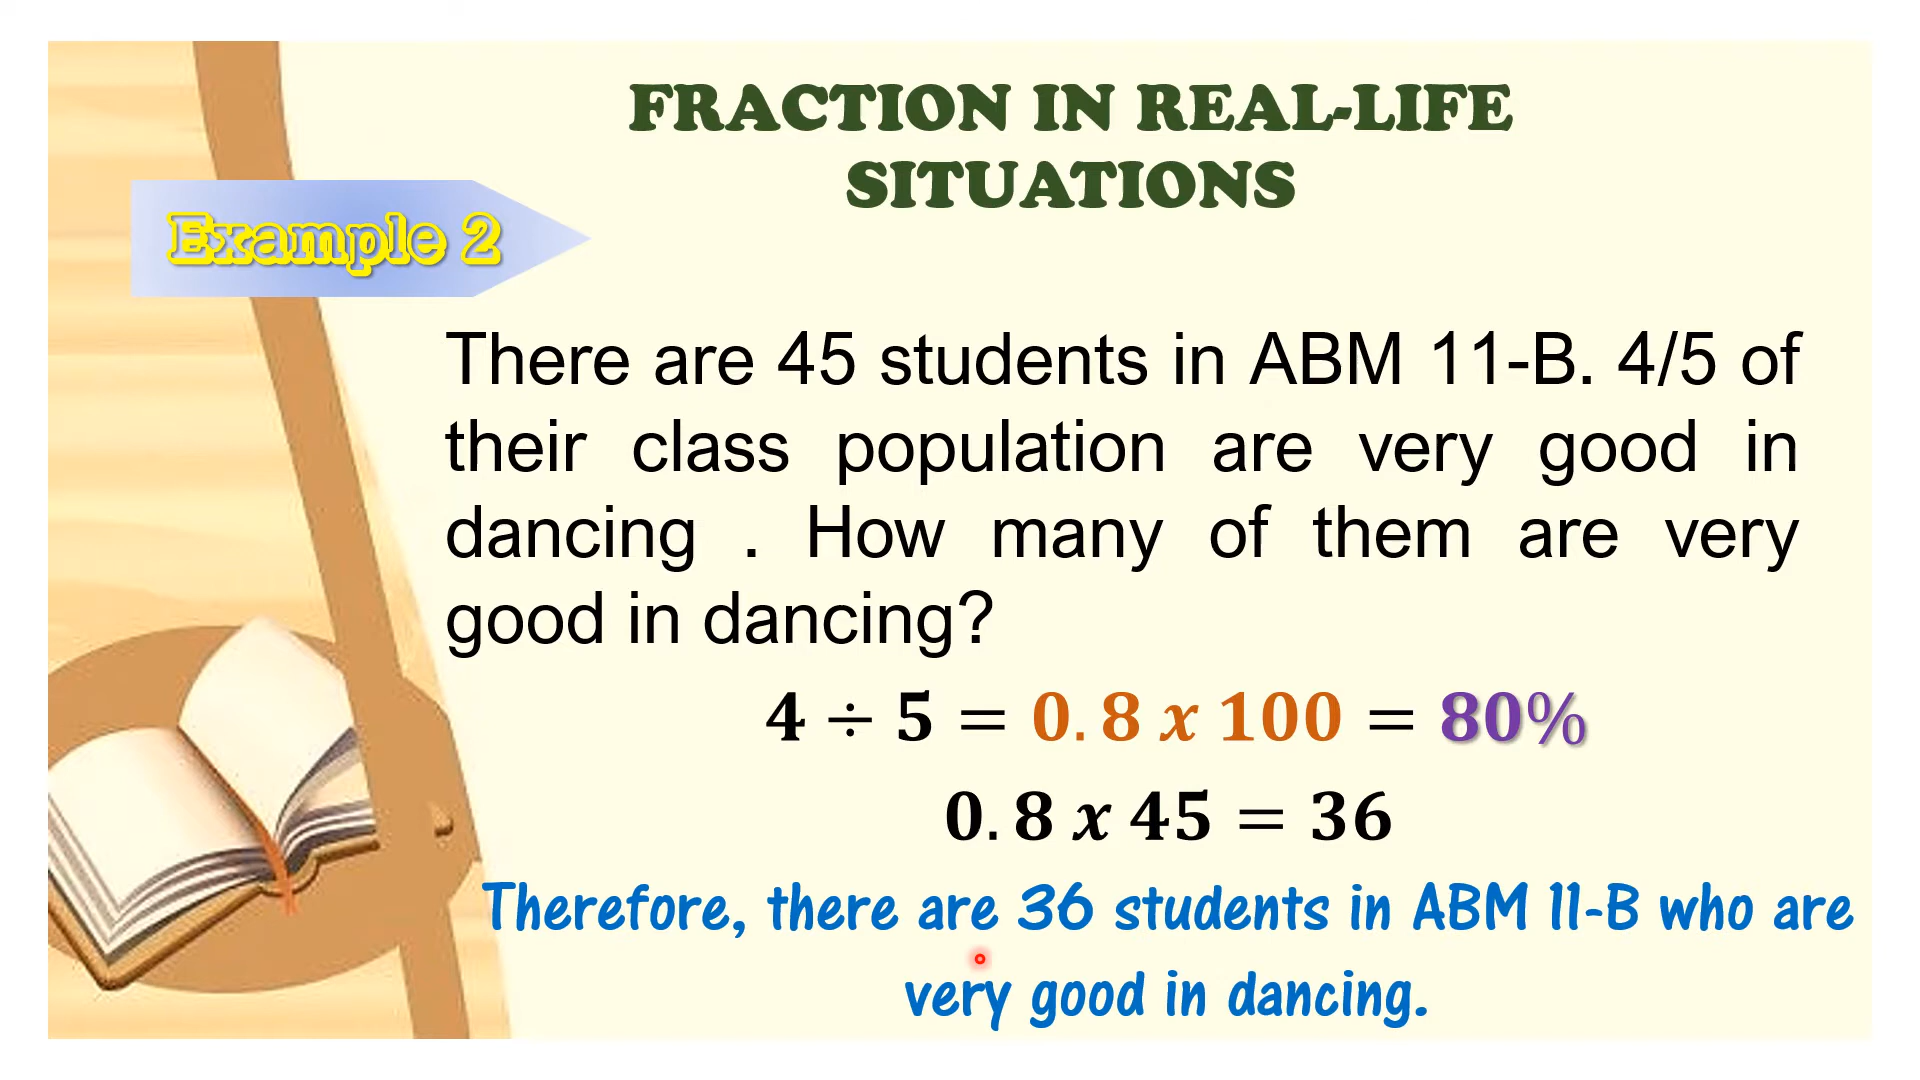 FRACTION IN REAL-LIFE
SITUATIONS
Example 2
There are 45 students in ABM 11-B. 4/5 of
their class population are very good in
dancing . How many of them are very
good in dancing?
4 ÷ 5 = 0.8 x 100 = 80%
0.8 x 45 = 36
Therefore, there are 36 students in ABM 11-B who are
very good in dancing.